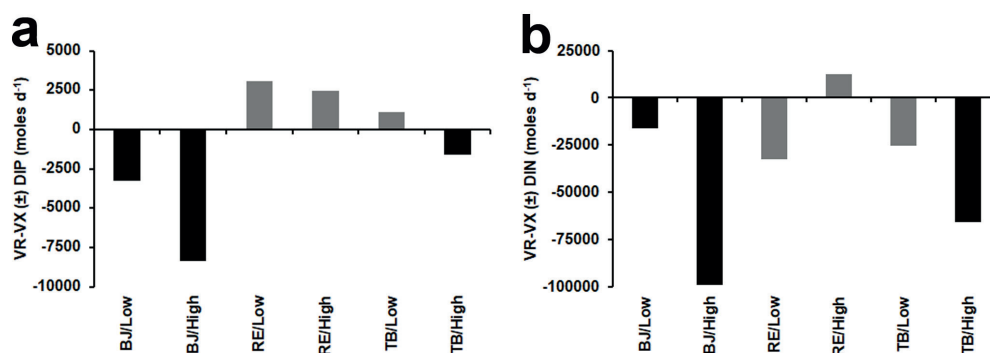 a
VR-VX (±) DIP (moles d-1)
5000
2500
0
-2500
-5000
-7500
-10000
BJ/Low
BJ/High
RE/Low
RE/High
TB/Low
TB/High
b
VR-VX (±) DIN (moles d-1)
25000
0
-25000
-50000
-75000
-100000
BJ/Low
BJ/High
RE/Low
RE/High
TB/Low
TB/High